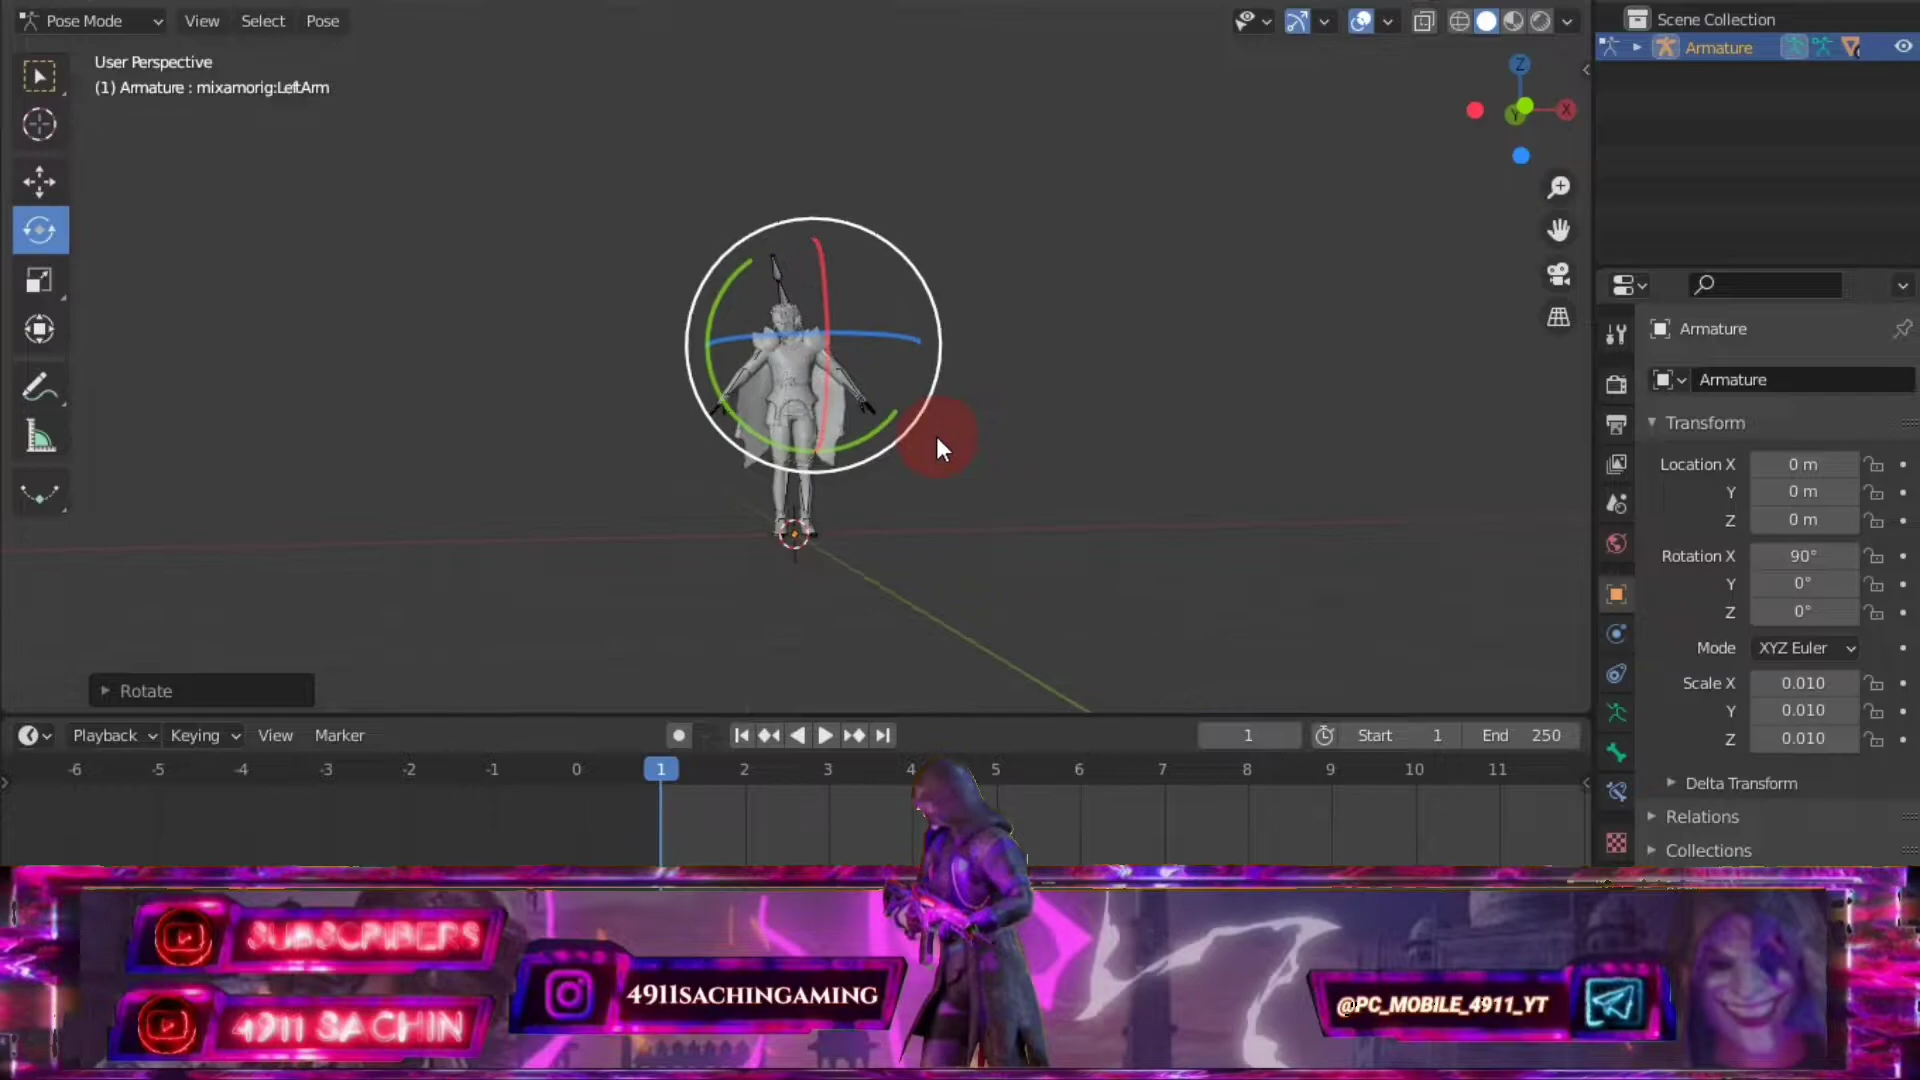 Pose Mode View Select Pose
User Perspective
(1) Armature : mixamorig:LeftArm
Z
X
Y
Rotate
Scene Collection
Armature
Armature
Armature
Transform
Location X 0 m
Y 0 m
Z 0 m
Rotation X 90°
Y 0°
Z 0°
Mode XYZ Euler
Scale X 0.010
Y 0.010
Z 0.010
Delta Transform
Relations
Collections
Playback Keying View Marker 1 Start 1 End 250
-6 -5 -4 -3 -2 -1 0 1 2 3 4 5 6 7 8 9 10 11
SUBSCRIBERS
4911 SACHIN
4911SACHINGAMING
@PC_MOBILE_4911_YT